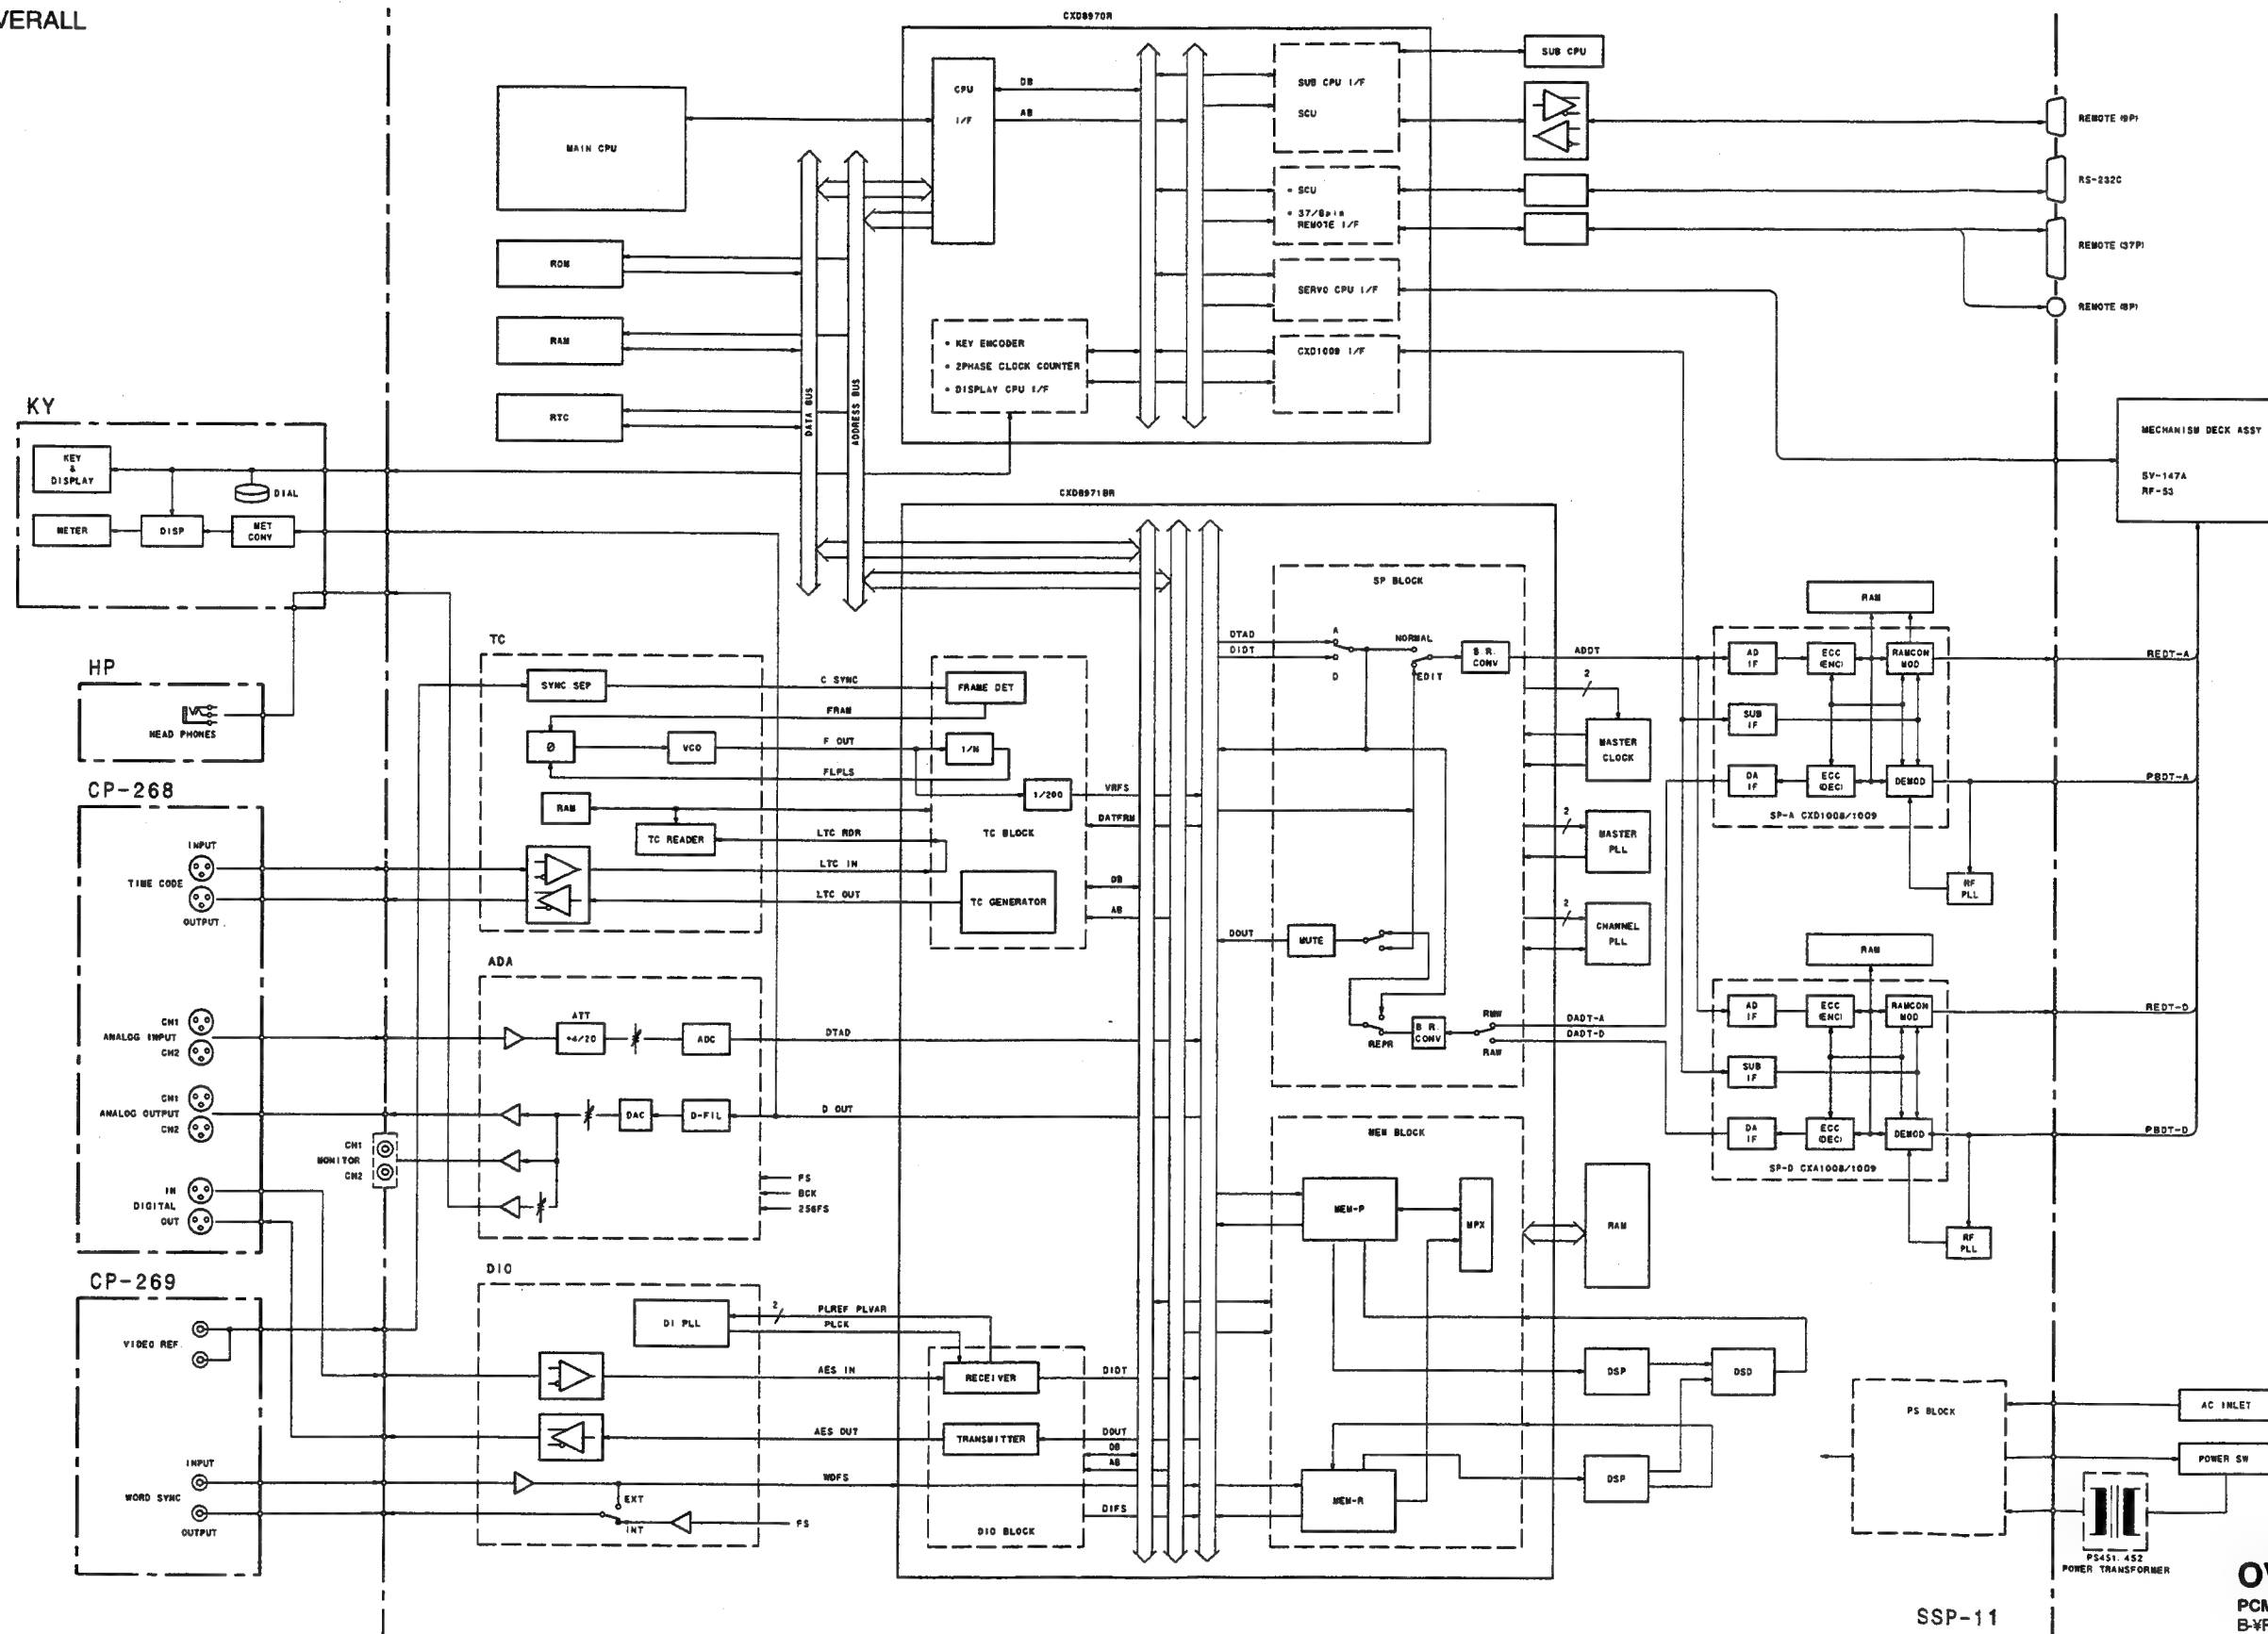 VERALL
CXD8970R
MAIN CPU
ROM
RAM
RTC
DATA BUS
ADDRESS BUS
CPU
I/F
DB
AB
SUB CPU I/F
SCU
• SCU
• 37/8pin
REMOTE I/F
SERVO CPU I/F
CXD1009 I/F
• KEY ENCODER
• 2PHASE CLOCK COUNTER
• DISPLAY CPU I/F
SUB CPU
REMOTE (9P)
RS-232C
REMOTE (37P)
REMOTE (8P)
MECHANISM DECK ASSY
SV-147A
RF-53
KY
KEY
&
DISPLAY
DIAL
METER
DISP
MET
CONV
HP
HEAD PHONES
CP-268
INPUT
TIME CODE
OUTPUT
CH1
ANALOG INPUT
CH2
CH1
ANALOG OUTPUT
CH2
CH1
MONITOR
CH2
IN
DIGITAL
OUT
CP-269
VIDEO REF
INPUT
WORD SYNC
OUTPUT
TC
SYNC SEP
C SYNC
FRAM
Ø
VCO
F OUT
FLPLS
RAM
TC READER
LTC RDR
LTC IN
LTC OUT
FRAME DET
1/N
1/200
TC BLOCK
TC GENERATOR
VRFS
DATFRM
DB
AB
ADA
ATT
+4/20
ADC
DTAD
DAC
D-FIL
D OUT
FS
BCK
256FS
DIO
DI PLL
2
PLREF PLVAR
PLCK
AES IN
AES OUT
WDFS
EXT
INT
FS
RECEIVER
TRANSMITTER
DIO BLOCK
DIDT
DOUT
DB
AB
DIFS
CXD8971BR
SP BLOCK
DTAD
DIDT
A
D
NORMAL
EDIT
B.R.
CONV
ADDT
2
MASTER
CLOCK
2
MASTER
PLL
2
CHANNEL
PLL
DOUT
MUTE
REPR
B.R.
CONV
RMW
RAW
DADT-A
DADT-D
MEM BLOCK
MEM-P
MPX
RAM
MEM-R
DSP
DSD
DSP
RAM
AD
IF
ECC
(ENC)
RAMCON
MOD
SUB
IF
DA
IF
ECC
(DEC)
DEMOD
SP-A CXD1008/1009
RF
PLL
REDT-A
PBDT-A
RAM
AD
IF
ECC
(ENC)
RAMCON
MOD
SUB
IF
DA
IF
ECC
(DEC)
DEMOD
SP-D CXA1008/1009
RF
PLL
REDT-D
PBDT-D
PS BLOCK
AC INLET
POWER SW
PS451.452
POWER TRANSFORMER
SSP-11
OV
PCM